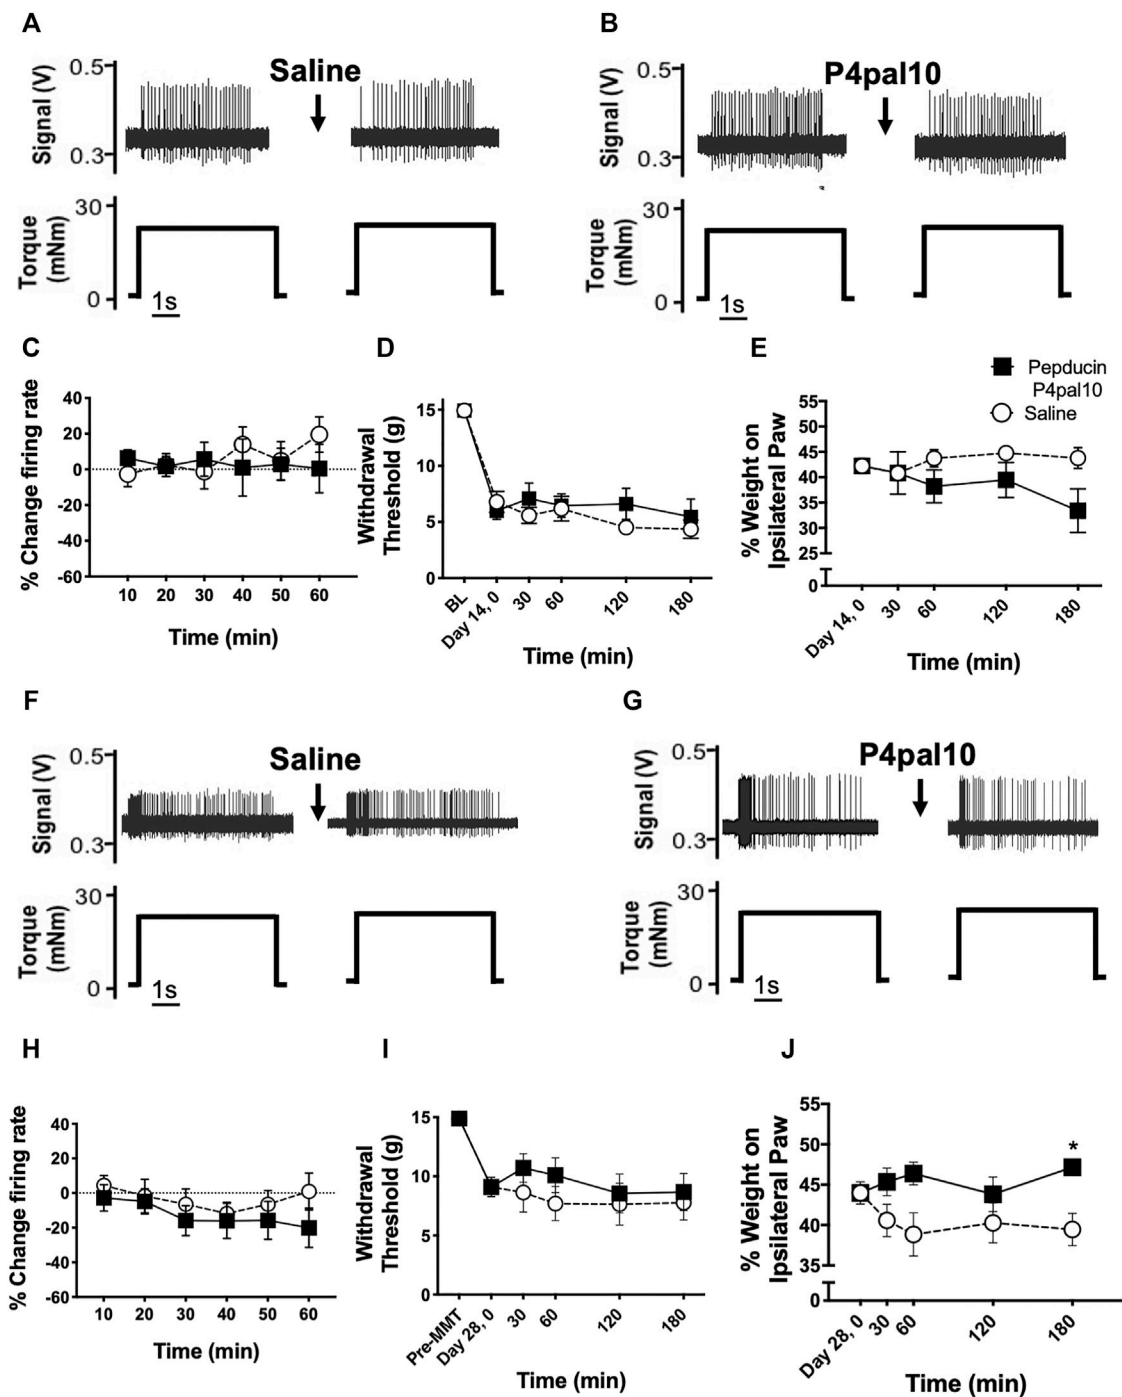 A
B
Saline
P4pal10
Signal (V)
0.5
0.3
Signal (V)
0.5
0.3
Torque
(mNm)
30
0
1s
Torque
(mNm)
30
0
1s
C
D
E
Pepducin
P4pal10
Saline
% Change firing rate
40
20
0
-20
-40
-60
10 20 30 40 50 60
Time (min)
Withdrawal
Threshold (g)
15
10
5
0
BL Day 14, 0 30 60 120 180
Time (min)
% Weight on
Ipsilateral Paw
55
50
45
40
35
30
25
0
Day 14, 0 30 60 120 180
Time (min)
F
G
Saline
P4pal10
Signal (V)
0.5
0.3
Signal (V)
0.5
0.3
Torque
(mNm)
30
0
1s
Torque
(mNm)
30
0
1s
H
I
J
% Change firing rate
40
20
0
-20
-40
-60
10 20 30 40 50 60
Time (min)
Withdrawal
Threshold (g)
15
10
5
0
Pre-MMT Day 28, 0 30 60 120 180
Time (min)
% Weight on
Ipsilateral Paw
55
50
45
40
35
0
*
Day 28, 0 30 60 120 180
Time (min)